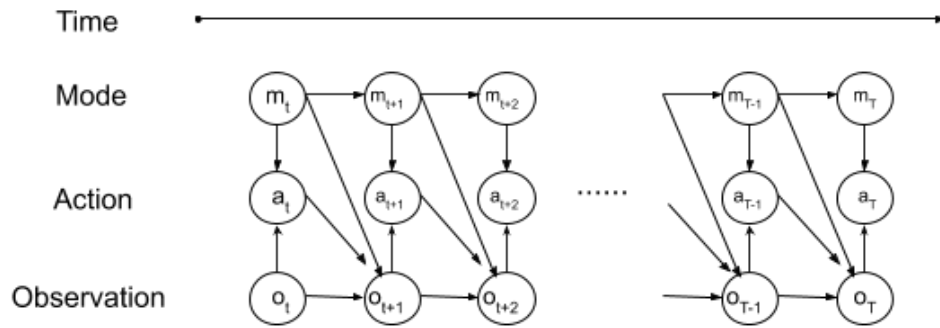 Time
Mode m_t m_{t+1} m_{t+2} m_{T-1} m_T
Action a_t a_{t+1} a_{t+2} ...... a_{T-1} a_T
Observation o_t o_{t+1} o_{t+2} o_{T-1} o_T